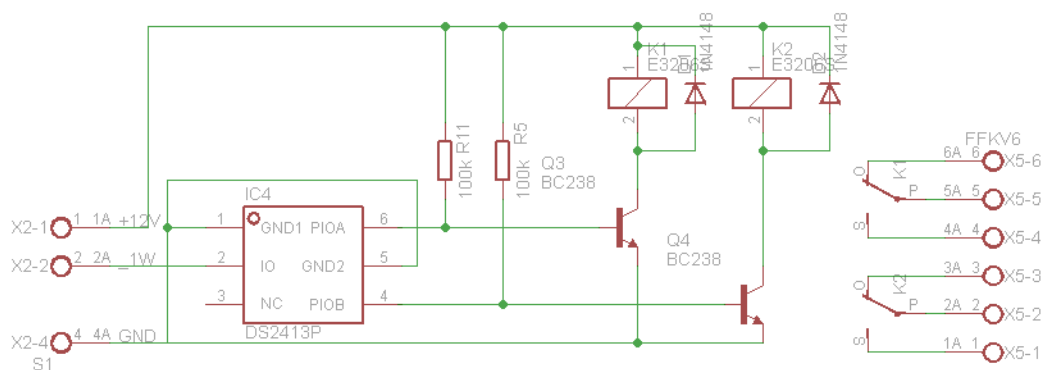 K1
E3206S
1N4148
K2
E3206S
1N4148
1
2
1
2
R11
100k
R5
100k
Q3
BC238
Q4
BC238
IC4
X2-1 1 1A +12V
X2-2 2 2A _1W
X2-4 4 4A GND
S1
1 GND1 PIOA 6
2 IO GND2 5
3 NC PIOB 4
DS2413P
FFKV6
6A 6 X5-6
5A 5 X5-5
4A 4 X5-4
3A 3 X5-3
2A 2 X5-2
1A 1 X5-1
O K1 P S
O K2 P S